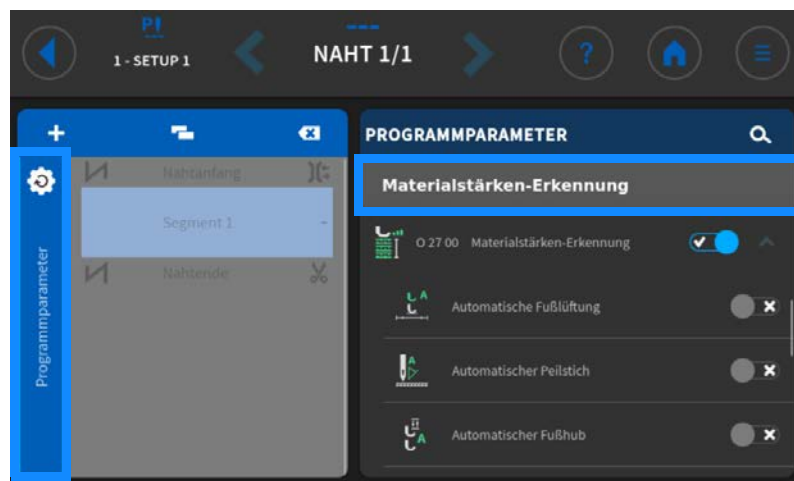 P!
1 - SETUP 1
NAHT 1/1
?
PROGRAMMPARAMETER
Programmparameter
Nahtanfang
Segment 1
Nahtende
Materialstärken-Erkennung
O 27 00 Materialstärken-Erkennung
Automatische Fußlüftung
Automatischer Peilstich
Automatischer Fußhub